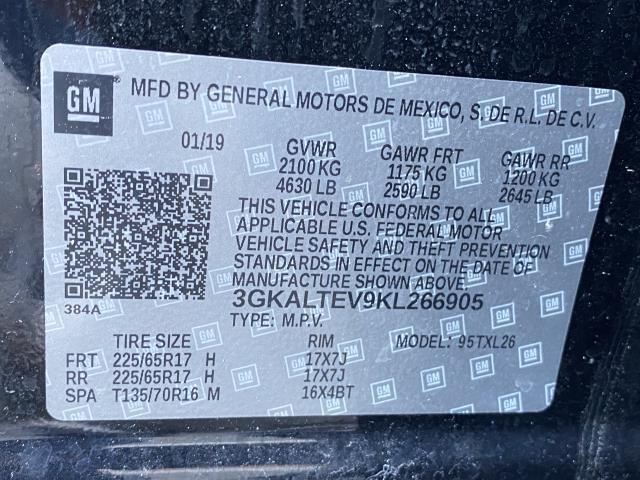 GM
MFD BY GENERAL MOTORS DE MEXICO, S. DE R.L. DE C.V.
01/19 GVWR GAWR FRT GAWR RR
2100 KG 1175 KG 1200 KG
4630 LB 2590 LB 2645 LB
THIS VEHICLE CONFORMS TO ALL
APPLICABLE U.S. FEDERAL MOTOR
VEHICLE SAFETY AND THEFT PREVENTION
STANDARDS IN EFFECT ON THE DATE OF
MANUFACTURE SHOWN ABOVE.
384A 3GKALTEV9KL266905
TYPE: M.P.V.
TIRE SIZE RIM MODEL: 95TXL26
FRT 225/65R17 H 17X7J
RR 225/65R17 H 17X7J
SPA T135/70R16 M 16X4BT